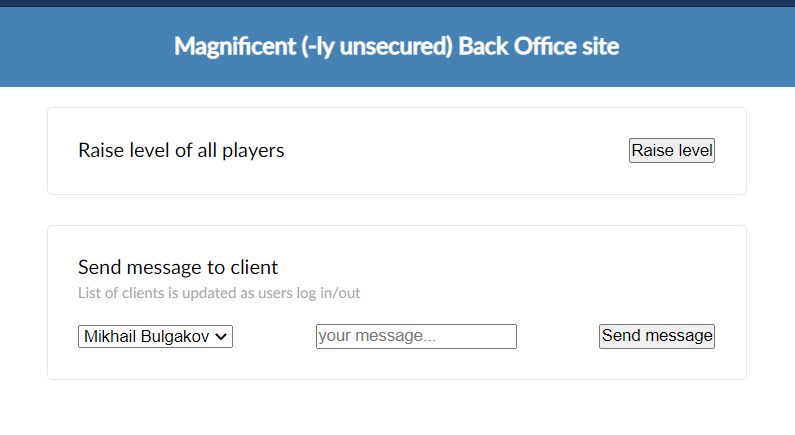 Magnificent (-ly unsecured) Back Office site
Raise level of all players
Raise level
Send message to client
List of clients is updated as users log in/out
Mikhail Bulgakov
your message...
Send message